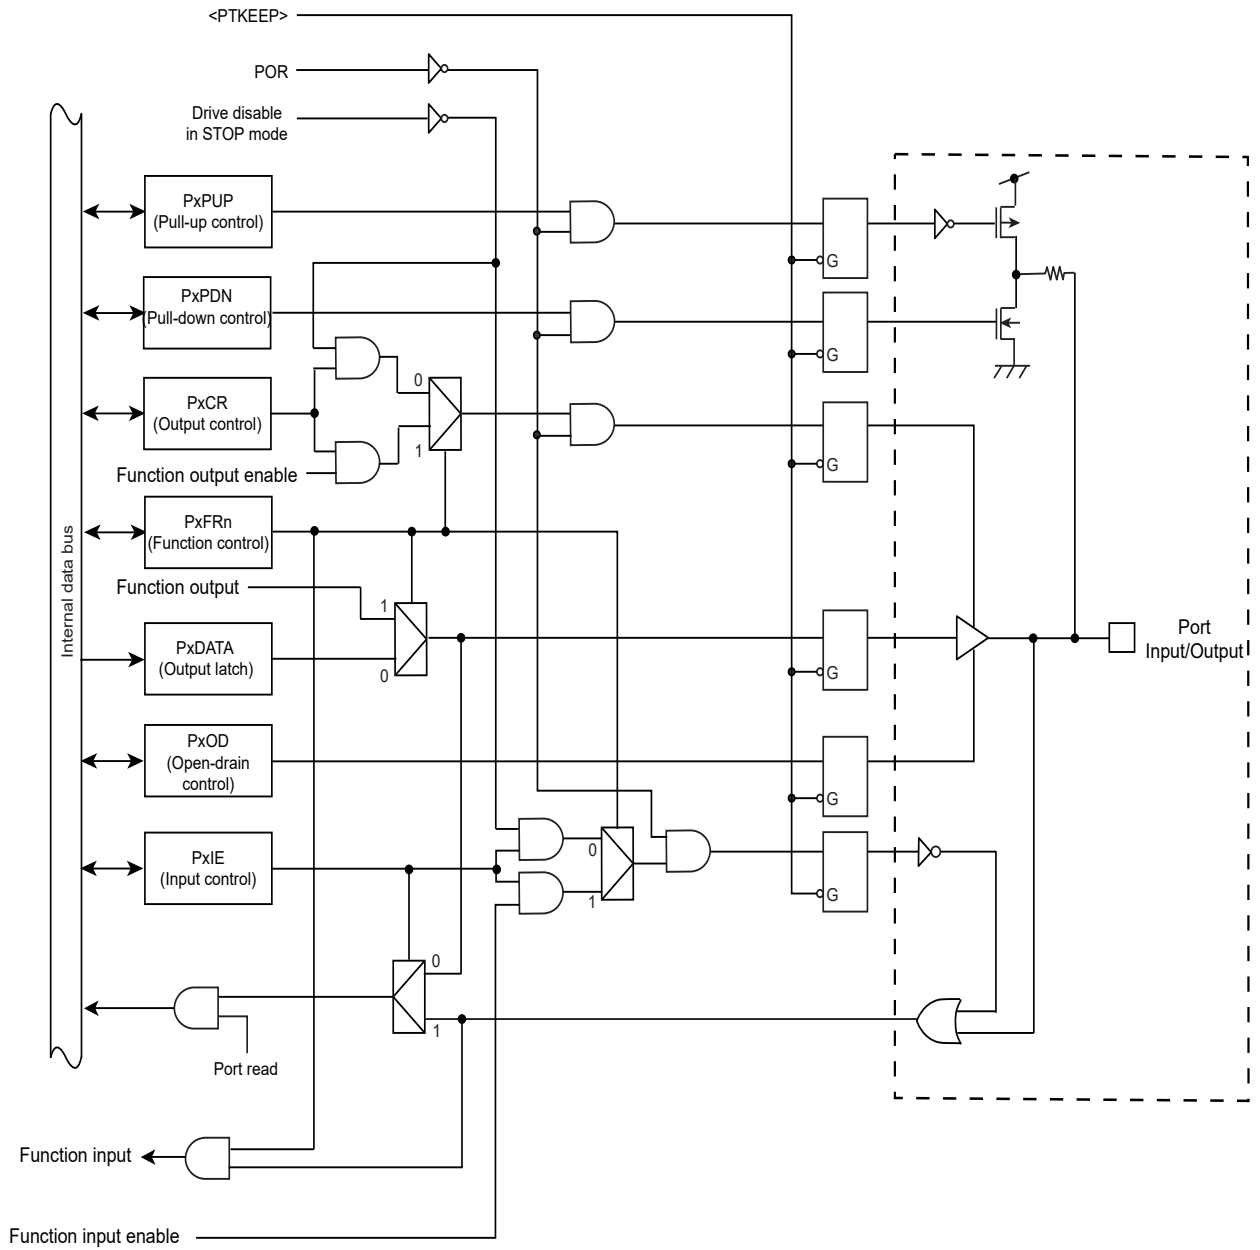 <PTKEEP>
POR
Drive disable
in STOP mode
PxPUP
(Pull-up control)
G
PxPDN
(Pull-down control)
G
0
PxCR
(Output control)
1
G
Function output enable
PxFRn
(Function control)
Internal data bus
Function output
1
PxDATA
(Output latch)
0
G
Port
Input/Output
PxOD
(Open-drain
control)
G
PxIE
(Input control)
0
1
G
0
1
Port read
Function input
Function input enable